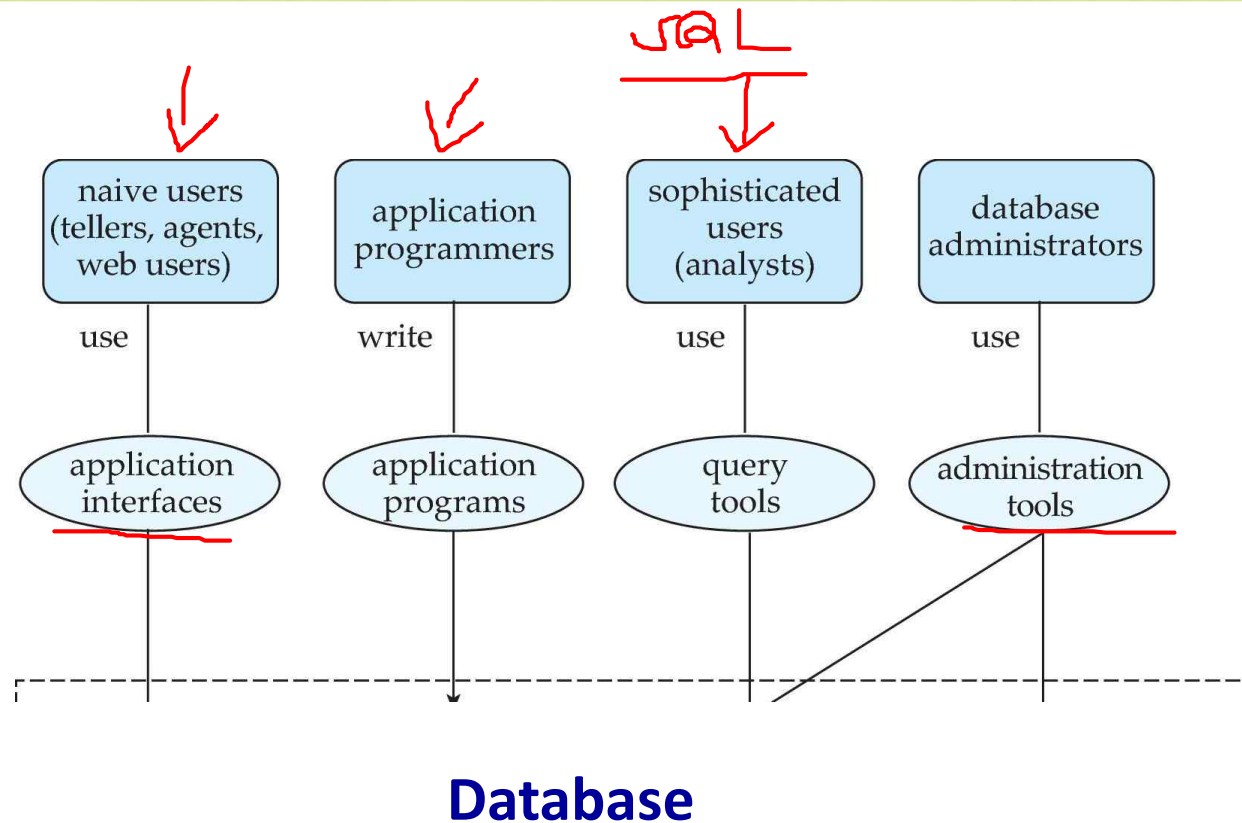 SQL
naive users
(tellers, agents,
web users)
application
programmers
sophisticated
users
(analysts)
database
administrators
use
write
use
use
application
interfaces
application
programs
query
tools
administration
tools
Database